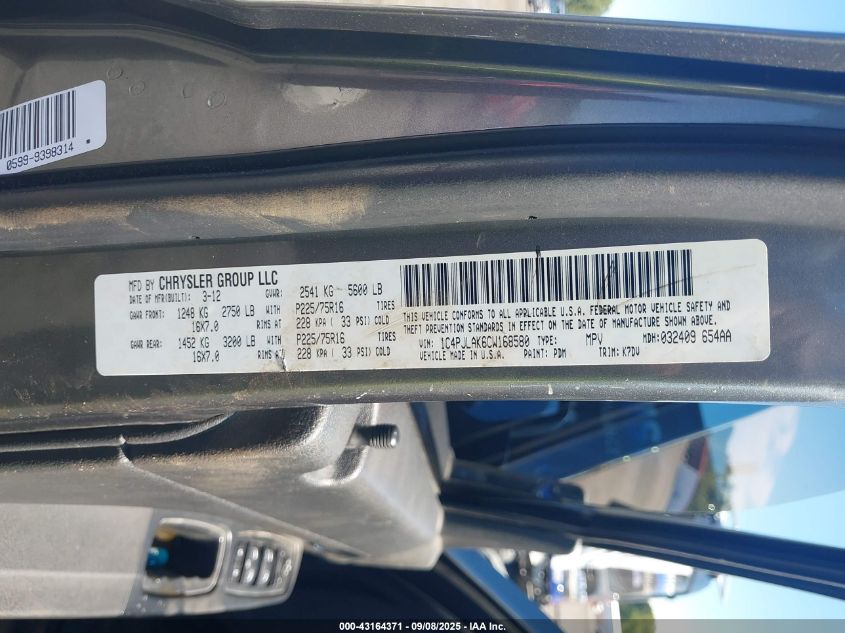 0599-9398314
MFD BY CHRYSLER GROUP LLC
DATE OF MFR(BUILT): 3-12 GVWR: 2541 KG 5600 LB
GAWR FRONT: 1248 KG 2750 LB WITH P225/75R16 TIRES
16X7.0 RIMS AT 228 KPA ( 33 PSI) COLD
GAWR REAR: 1452 KG 3200 LB WITH P225/75R16 TIRES
16X7.0 RIMS AT 228 KPA ( 33 PSI) COLD
THIS VEHICLE CONFORMS TO ALL APPLICABLE U.S.A. FEDERAL MOTOR VEHICLE SAFETY AND
THEFT PREVENTION STANDARDS IN EFFECT ON THE DATE OF MANUFACTURE SHOWN ABOVE.
VIN: 1C4PJLAK6CW168580 TYPE: MPV MDH: 032409 654AA
VEHICLE MADE IN U.S.A. PAINT: PDM TRIM: K7DV
000-43164371 - 09/08/2025 - IAA Inc.